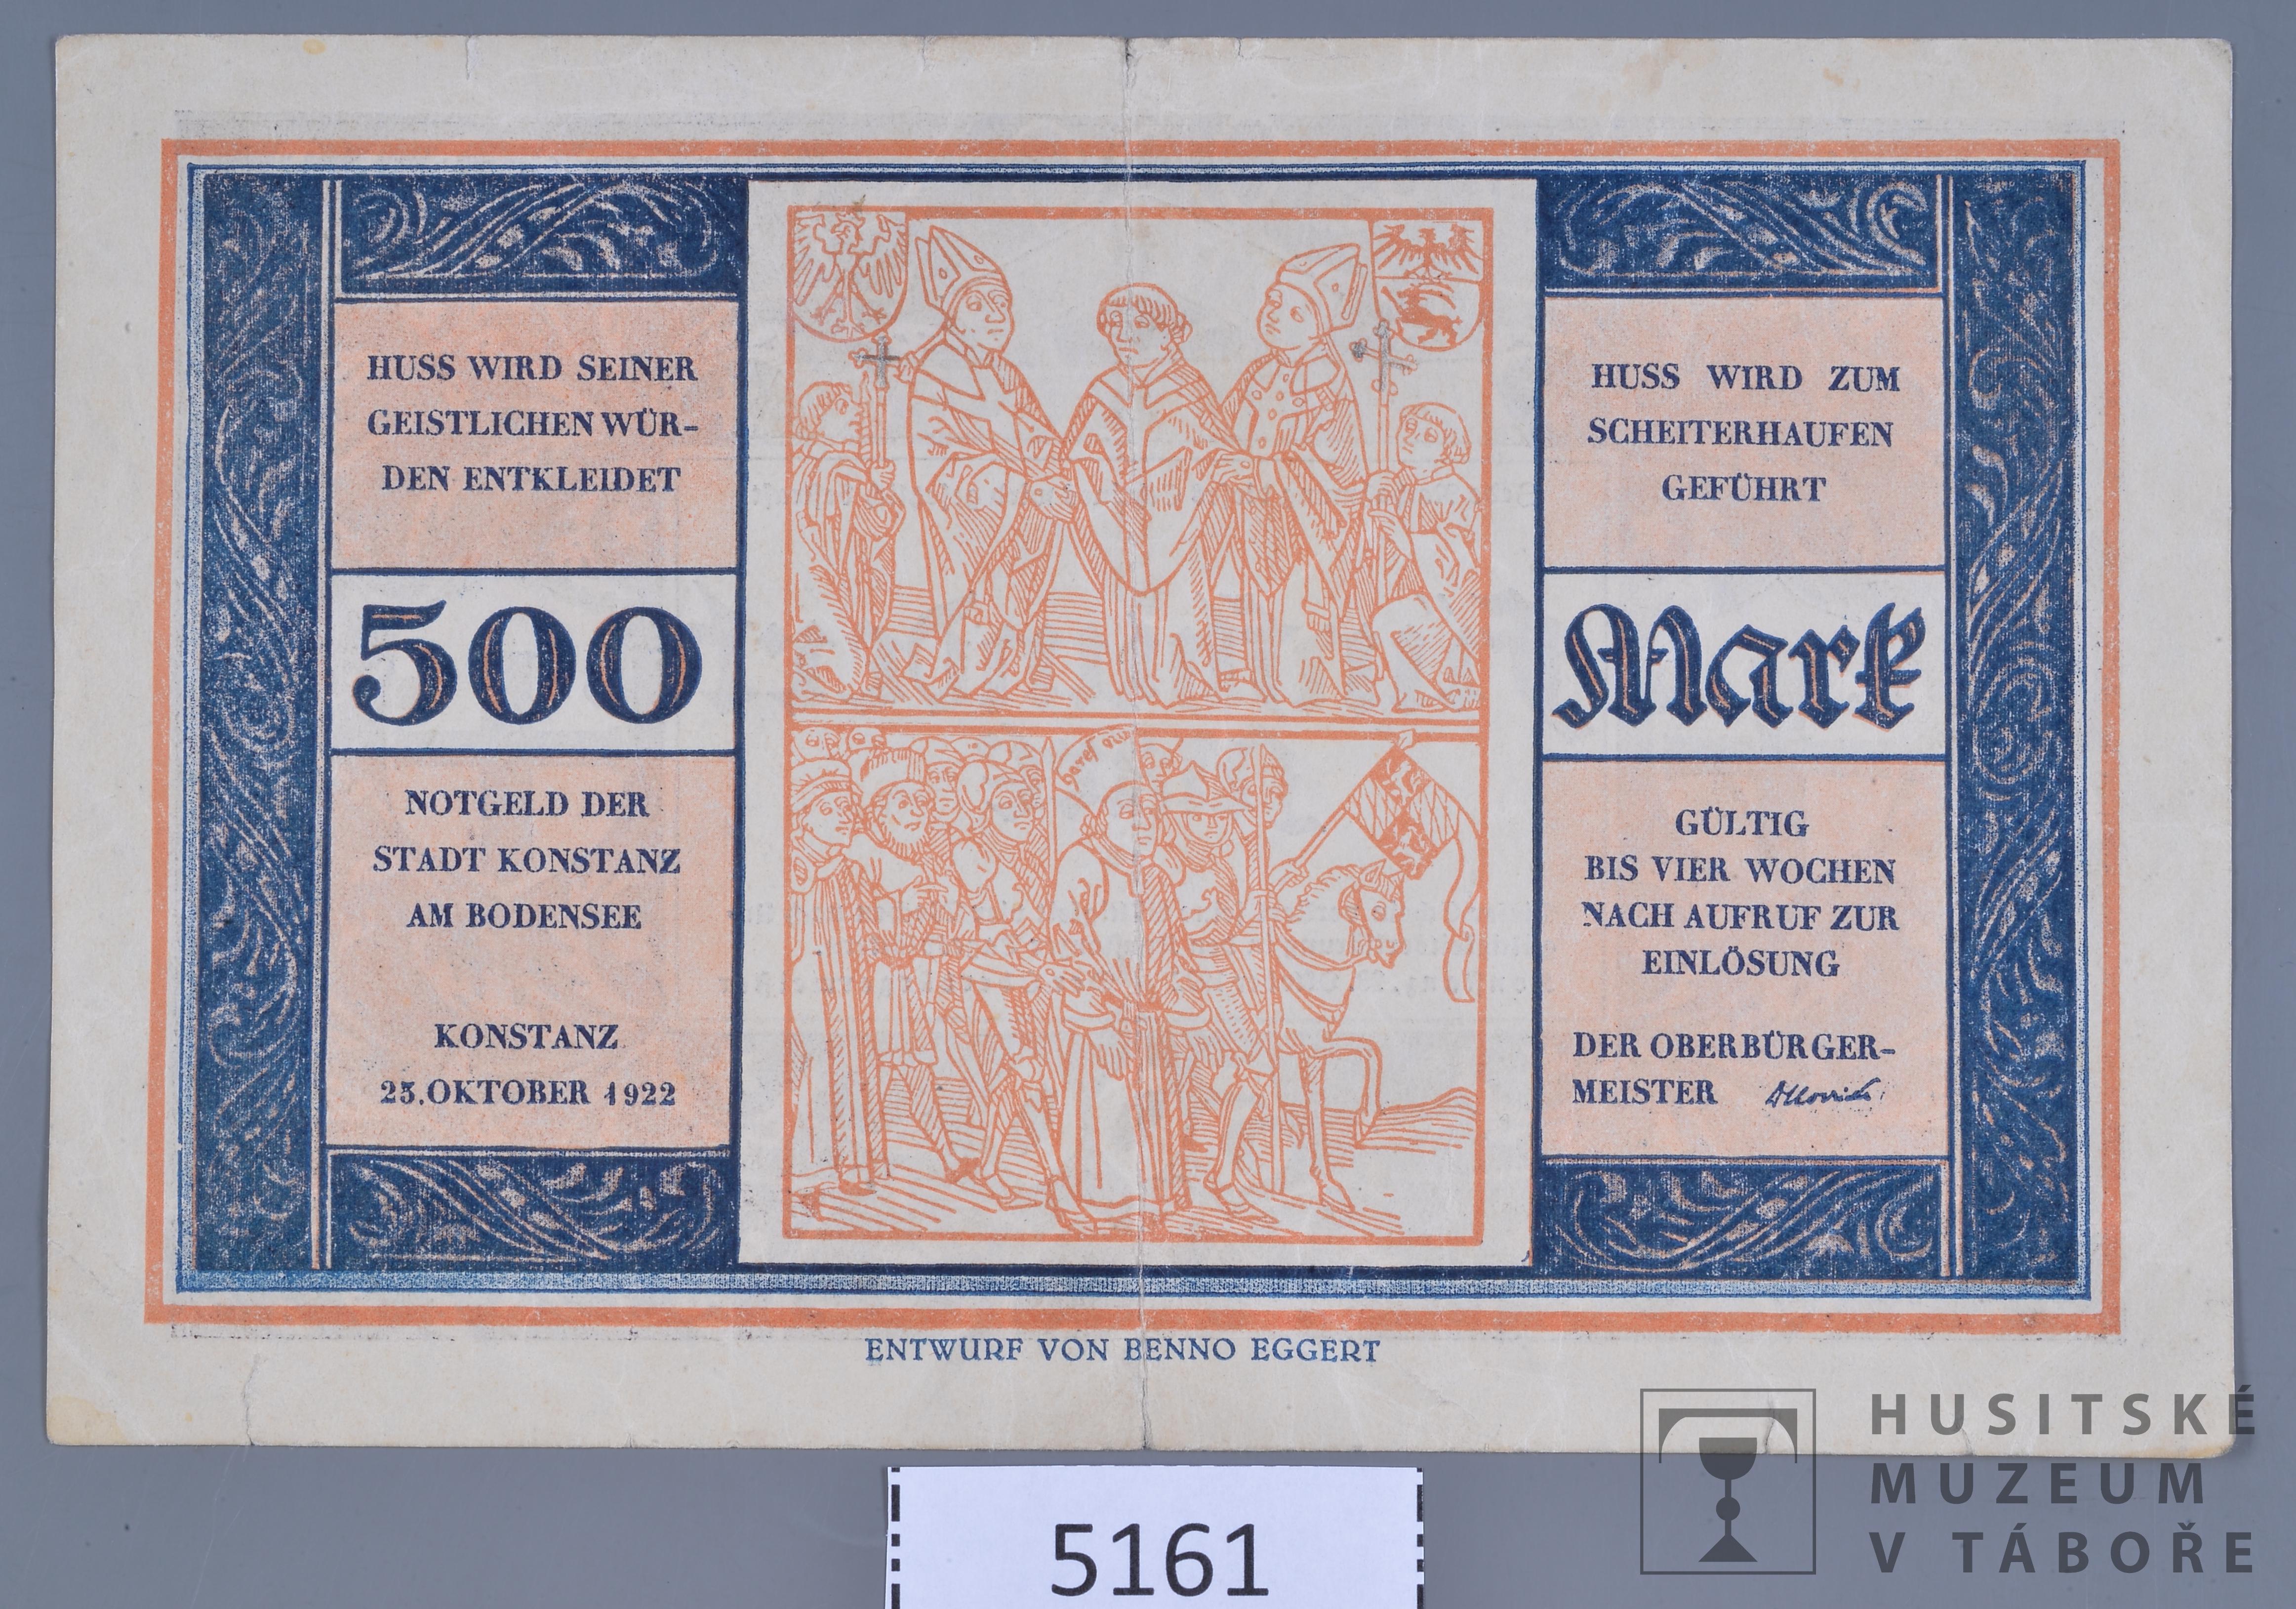 HUSS WIRD SEINER
GEISTLICHEN WÜR-
DEN ENTKLEIDET
500
NOTGELD DER
STADT KONSTANZ
AM BODENSEE
KONSTANZ
23. OKTOBER 1922
HUSS WIRD ZUM
SCHEITERHAUFEN
GEFÜHRT
Mark
GÜLTIG
BIS VIER WOCHEN
NACH AUFRUF ZUR
EINLÖSUNG
DER OBERBÜRGER-
MEISTER
ENTWURF VON BENNO EGGERT
5161
HUSITSKÉ
MUZEUM
V TÁBOŘE